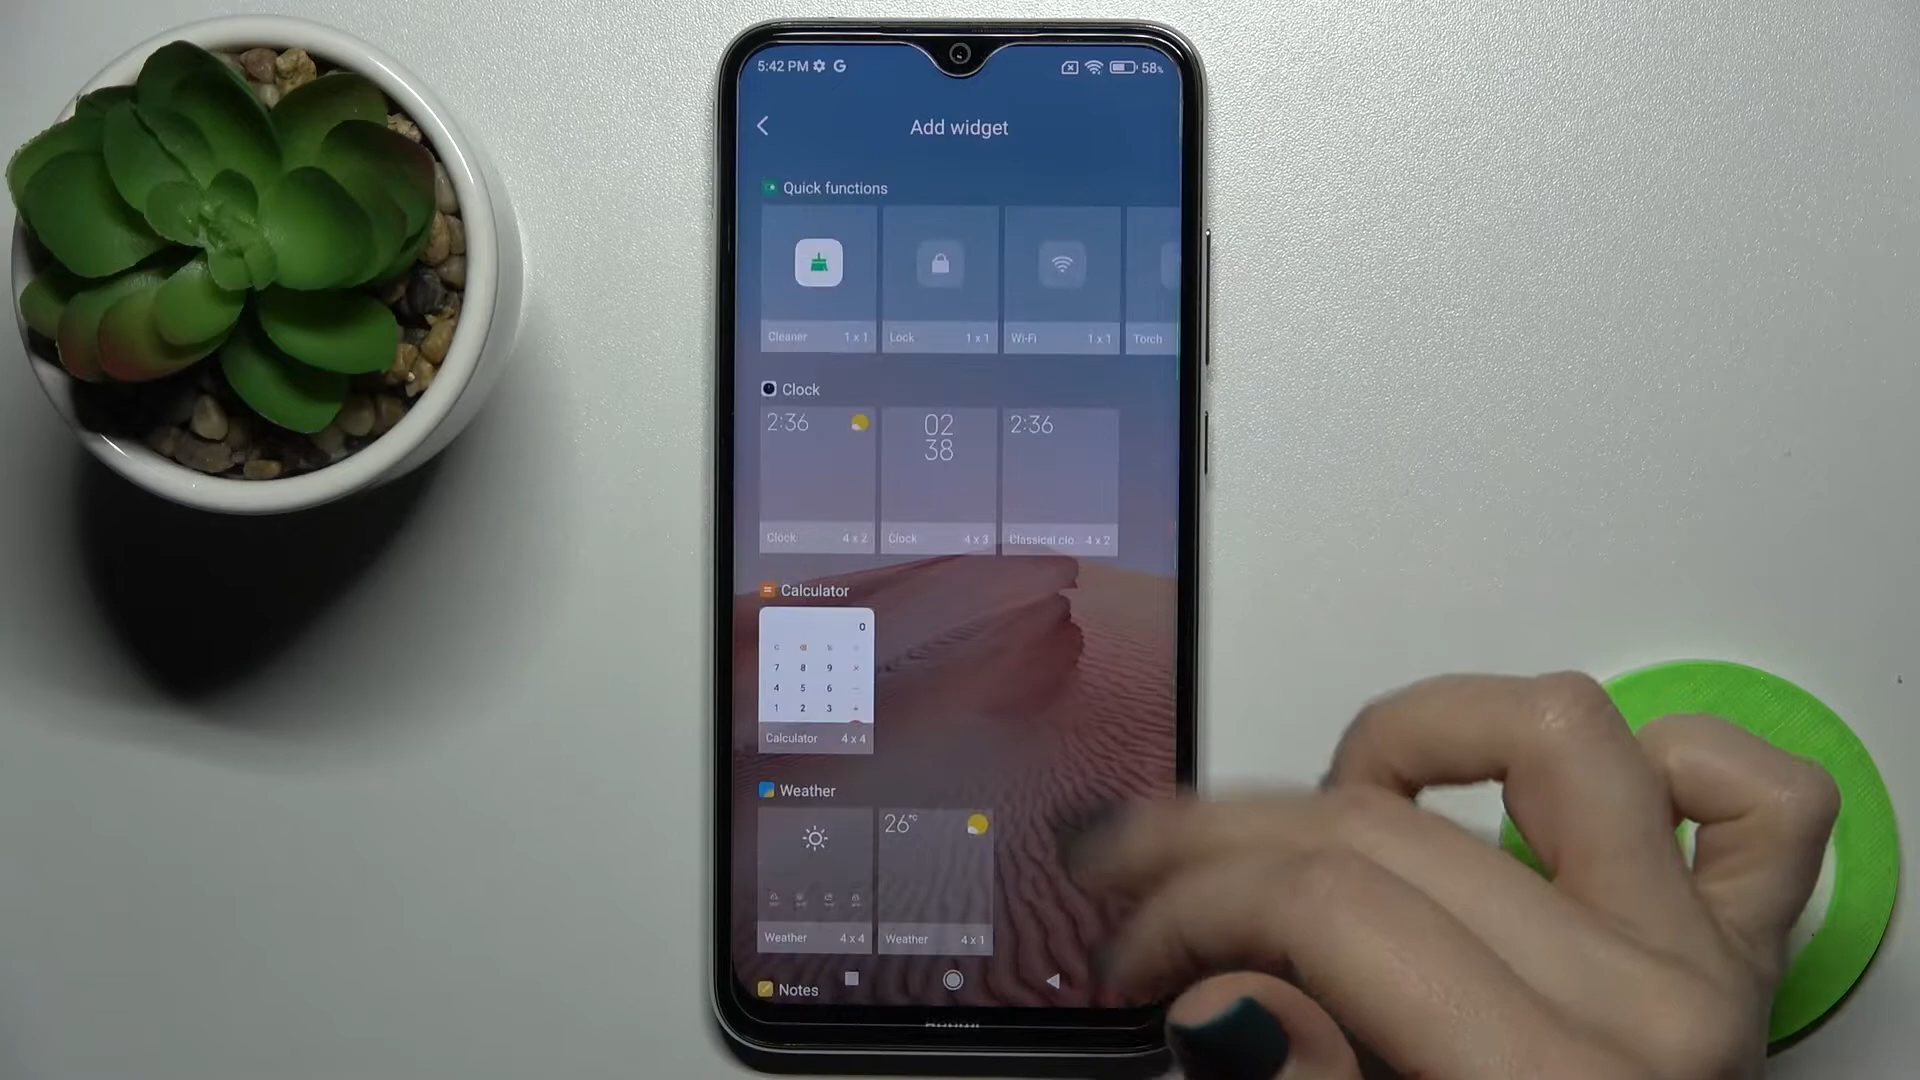 5:42 PM G 58%
Add widget
Quick functions
Cleaner 1 x 1 Lock 1 x 1 Wi-Fi 1 x 1 Torch
Clock
2:36 02 38 2:36
Clock 4 x 2 Clock 4 x 3 Classical clo.. 4 x 2
Calculator
0
7 8 9 ×
4 5 6 —
1 2 3 +
Calculator 4 x 4
Weather
26°C
Weather 4 x 4 Weather 4 x 1
Notes